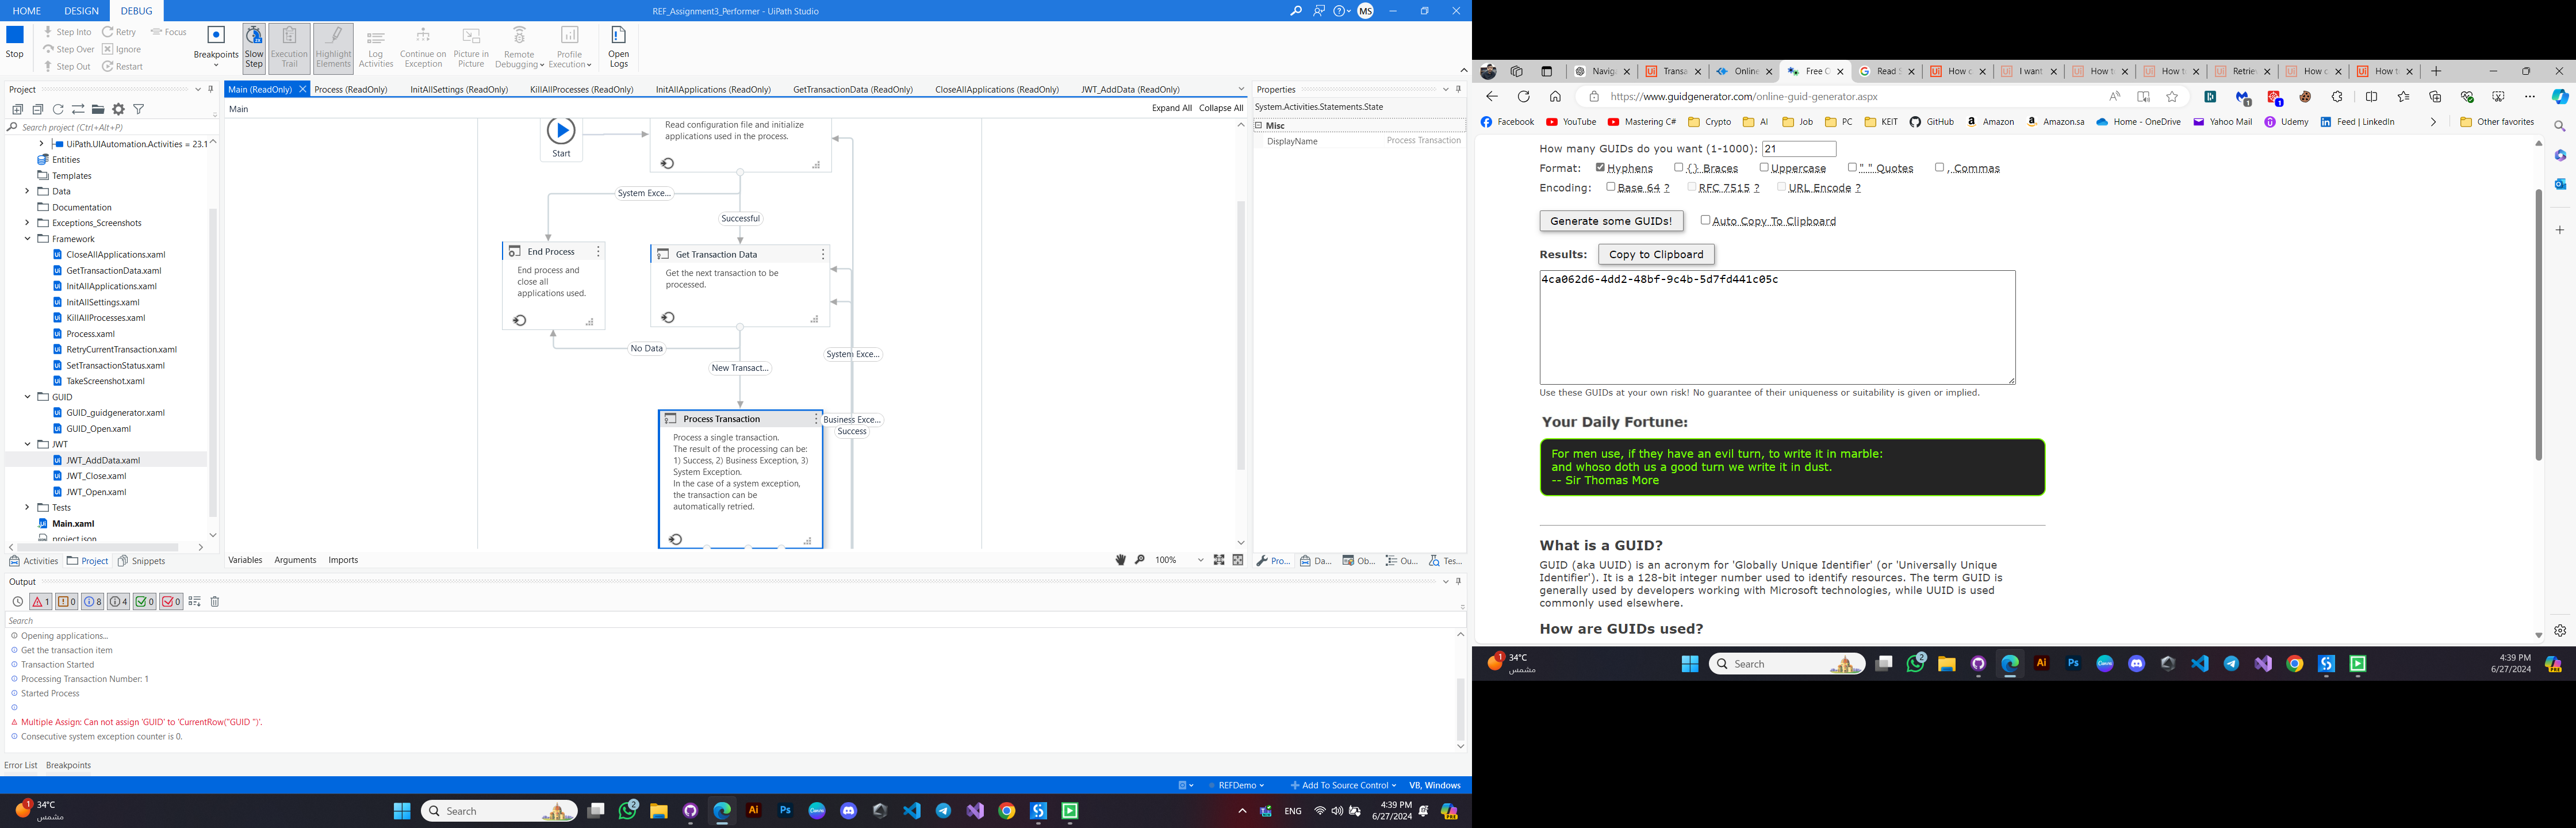 HOME
DESIGN
DEBUG
REF_Assignment3_Performer - UiPath Studio
MS
Stop
Step Into
Step Over
Step Out
Retry
Ignore
Restart
Focus
Breakpoints
Slow Step
Execution Trail
Highlight Elements
Log Activities
Continue on Exception
Picture in Picture
Remote Debugging
Profile Execution
Open Logs
Project
Search project (Ctrl+Alt+P)
UiPath.UIAutomation.Activities = 23.1
Entities
Templates
Data
Documentation
Exceptions_Screenshots
Framework
CloseAllApplications.xaml
GetTransactionData.xaml
InitAllApplications.xaml
InitAllSettings.xaml
KillAllProcesses.xaml
Process.xaml
RetryCurrentTransaction.xaml
SetTransactionStatus.xaml
TakeScreenshot.xaml
GUID
GUID_guidgenerator.xaml
GUID_Open.xaml
JWT
JWT_AddData.xaml
JWT_Close.xaml
JWT_Open.xaml
Tests
Main.xaml
project.json
Activities
Project
Snippets
Main (ReadOnly)
Process (ReadOnly)
InitAllSettings (ReadOnly)
KillAllProcesses (ReadOnly)
InitAllApplications (ReadOnly)
GetTransactionData (ReadOnly)
CloseAllApplications (ReadOnly)
JWT_AddData (ReadOnly)
Main
Expand All
Collapse All
Start
Read configuration file and initialize
applications used in the process.
System Exce...
Successful
End Process
End process and
close all
applications used.
Get Transaction Data
Get the next transaction to be
processed.
No Data
New Transact...
System Exce...
Business Exce...
Success
Process Transaction
Process a single transaction.
The result of the processing can be:
1) Success, 2) Business Exception, 3)
System Exception.
In the case of a system exception,
the transaction can be
automatically retried.
Variables
Arguments
Imports
100%
Properties
System.Activities.Statements.State
Misc
DisplayName
Process Transaction
Pro...
Da...
Ob...
Ou...
Tes...
Output
1
0
8
4
0
0
Search
Opening applications...
Get the transaction item
Transaction Started
Processing Transaction Number: 1
Started Process
Multiple Assign: Can not assign 'GUID' to 'CurrentRow("GUID ")'.
Consecutive system exception counter is 0.
Error List
Breakpoints
REFDemo
Add To Source Control
VB, Windows
1
34°C
مشمس
Search
2
ENG
4:39 PM
6/27/2024
Naviga
Transa
Online
Free O
Read
How c
I want
How t
How t
Retrie
How c
How t
https://www.guidgenerator.com/online-guid-generator.aspx
Facebook
YouTube
Mastering C#
Crypto
AI
Job
PC
KEIT
GitHub
Amazon
Amazon.sa
Home - OneDrive
Yahoo Mail
Udemy
Feed | LinkedIn
Other favorites
How many GUIDs do you want (1-1000): 21
Format: Hyphens {} Braces Uppercase " " Quotes , Commas
Encoding: Base 64 ? RFC 7515 ? URL Encode ?
Generate some GUIDs!
Auto Copy To Clipboard
Results:
Copy to Clipboard
4ca062d6-4dd2-48bf-9c4b-5d7fd441c05c
Use these GUIDs at your own risk! No guarantee of their uniqueness or suitability is given or implied.
Your Daily Fortune:
For men use, if they have an evil turn, to write it in marble:
and whoso doth us a good turn we write it in dust.
-- Sir Thomas More
What is a GUID?
GUID (aka UUID) is an acronym for 'Globally Unique Identifier' (or 'Universally Unique
Identifier'). It is a 128-bit integer number used to identify resources. The term GUID is
generally used by developers working with Microsoft technologies, while UUID is used
commonly used elsewhere.
How are GUIDs used?
1
34°C
مشمس
Search
2
4:39 PM
6/27/2024